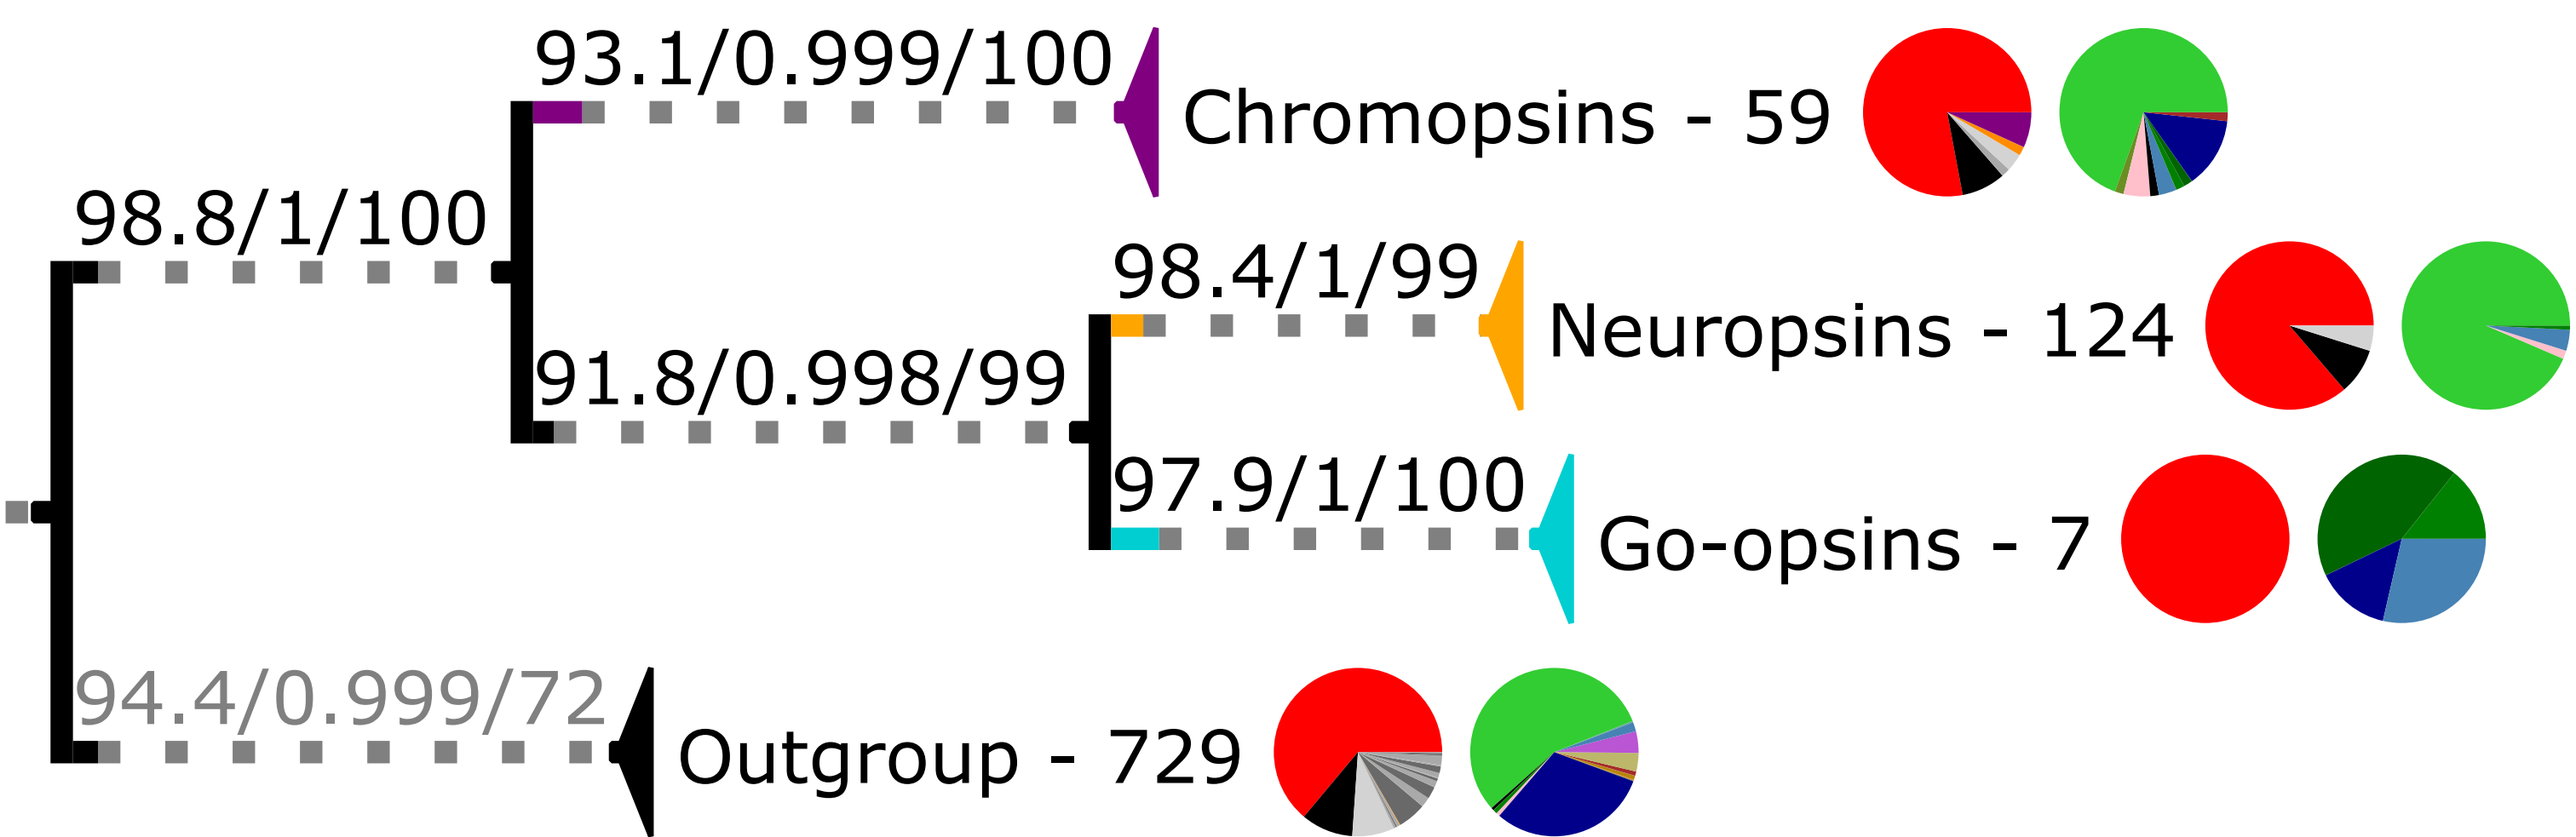 93.1/0.999/100
Chromopsins - 59
98.8/1/100
98.4/1/99
Neuropsins - 124
91.8/0.998/99
97.9/1/100
Go-opsins - 7
94.4/0.999/72
Outgroup - 729